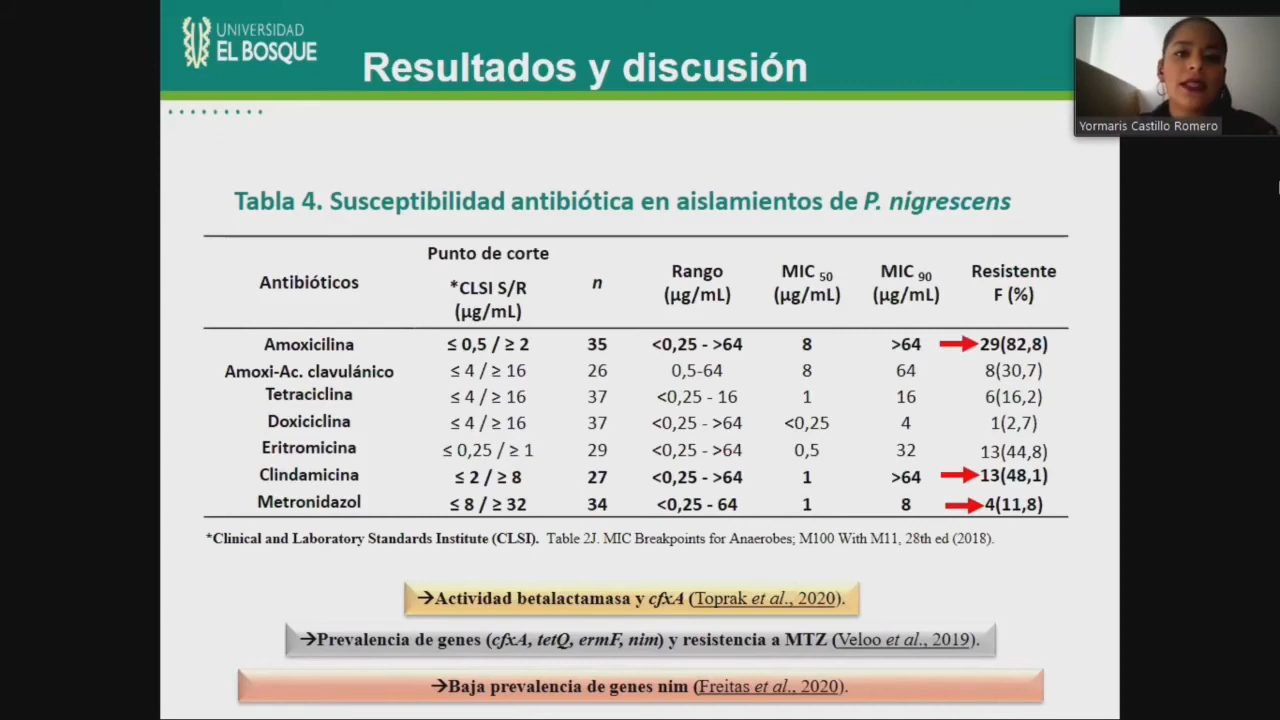 UNIVERSIDAD
EL BOSQUE
Resultados y discusión
Yormaris Castillo Romero
Tabla 4. Susceptibilidad antibiótica en aislamientos de P. nigrescens
Antibióticos Punto de corte *CLSI S/R (µg/mL) n Rango (µg/mL) MIC 50 (µg/mL) MIC 90 (µg/mL) Resistente F (%)
Amoxicilina ≤ 0,5 / ≥ 2 35 <0,25 - >64 8 >64 29(82,8)
Amoxi-Ac. clavulánico ≤ 4 / ≥ 16 26 0,5-64 8 64 8(30,7)
Tetraciclina ≤ 4 / ≥ 16 37 <0,25 - 16 1 16 6(16,2)
Doxiciclina ≤ 4 / ≥ 16 37 <0,25 - >64 <0,25 4 1(2,7)
Eritromicina ≤ 0,25 / ≥ 1 29 <0,25 - >64 0,5 32 13(44,8)
Clindamicina ≤ 2 / ≥ 8 27 <0,25 - >64 1 >64 13(48,1)
Metronidazol ≤ 8 / ≥ 32 34 <0,25 - 64 1 8 4(11,8)
*Clinical and Laboratory Standards Institute (CLSI). Table 2J. MIC Breakpoints for Anaerobes; M100 With M11, 28th ed (2018).
→Actividad betalactamasa y cfxA (Toprak et al., 2020).
→Prevalencia de genes (cfxA, tetQ, ermF, nim) y resistencia a MTZ (Veloo et al., 2019).
→Baja prevalencia de genes nim (Freitas et al., 2020).